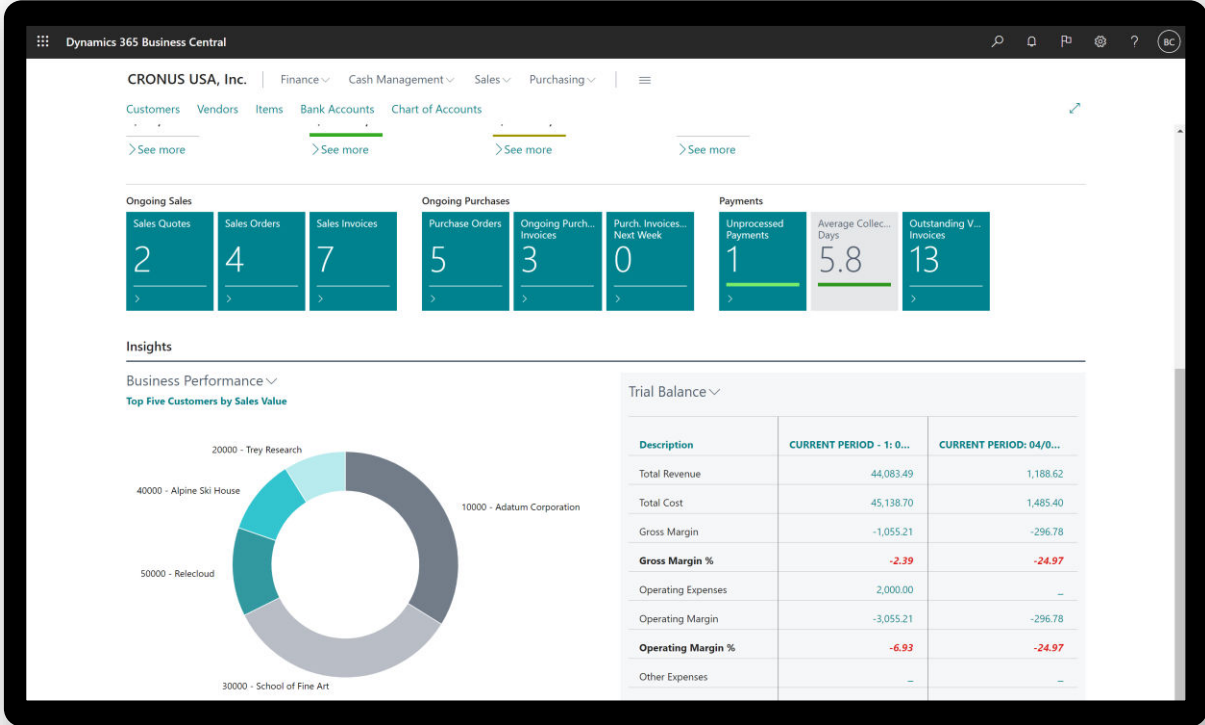 Dynamics 365 Business Central
BC
CRONUS USA, Inc.
Finance
Cash Management
Sales
Purchasing
Customers
Vendors
Items
Bank Accounts
Chart of Accounts
See more
See more
See more
See more
Ongoing Sales
Sales Quotes
2
Sales Orders
4
Sales Invoices
7
Ongoing Purchases
Purchase Orders
5
Ongoing Purch...
Invoices
3
Purch. Invoices...
Next Week
0
Payments
Unprocessed
Payments
1
Average Collec...
Days
5.8
Outstanding V...
Invoices
13
Insights
Business Performance
Top Five Customers by Sales Value
20000 - Trey Research
40000 - Alpine Ski House
10000 - Adatum Corporation
50000 - Relecloud
30000 - School of Fine Art
Trial Balance
Description CURRENT PERIOD - 1: 0... CURRENT PERIOD: 04/0...
Total Revenue 44,083.49 1,188.62
Total Cost 45,138.70 1,485.40
Gross Margin -1,055.21 -296.78
Gross Margin % -2.39 -24.97
Operating Expenses 2,000.00 _
Operating Margin -3,055.21 -296.78
Operating Margin % -6.93 -24.97
Other Expenses _ _